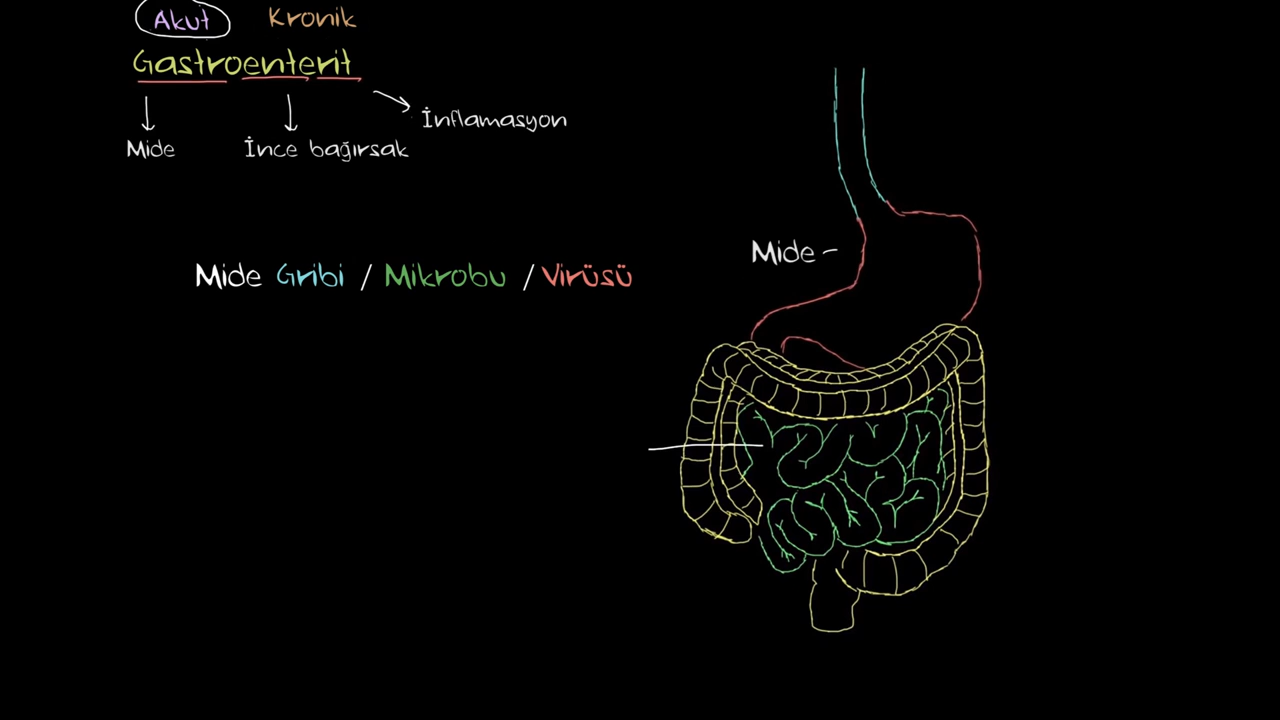 Akut Kronik
Gastroenterit
İnflamasyon
Mide İnce bağırsak
Mide -
Mide Gribi / Mikrobu / Virüsü